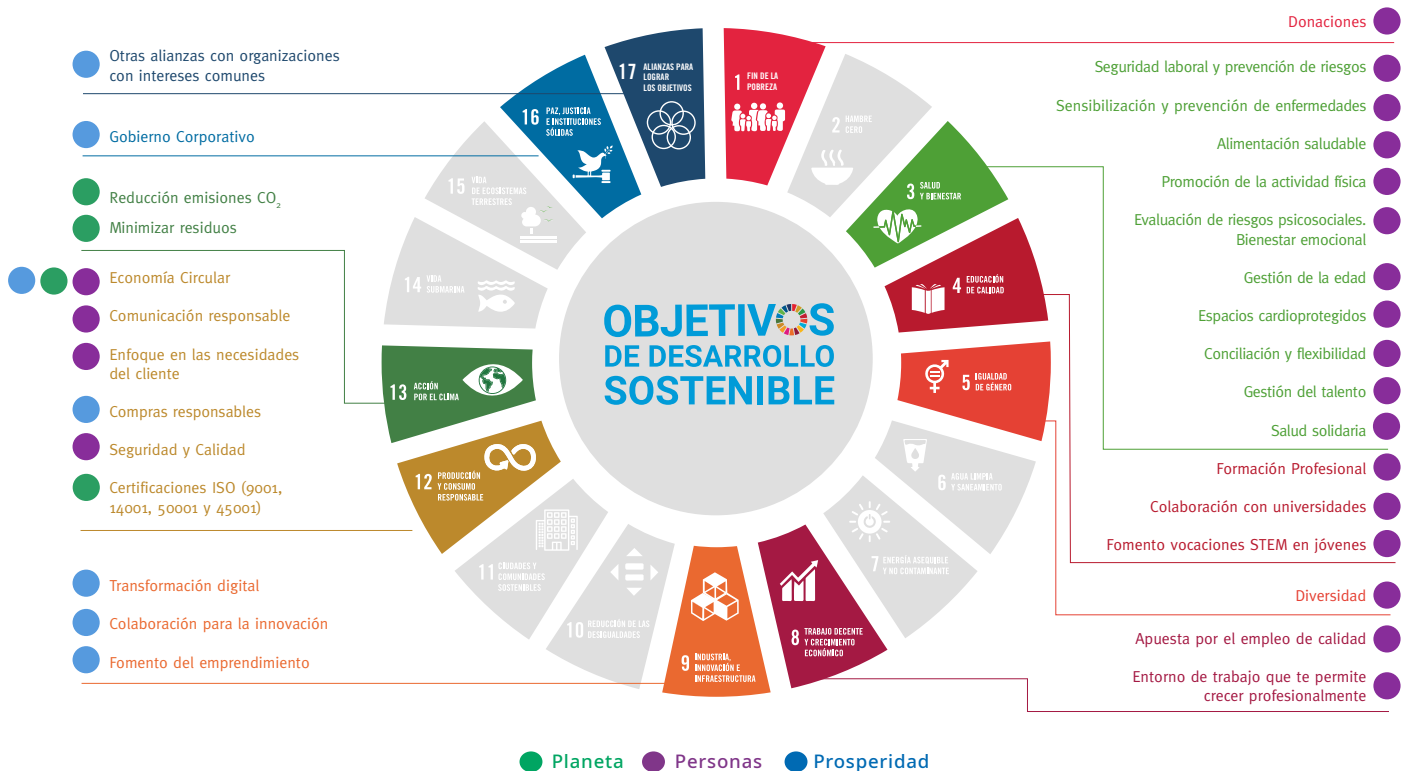 Otras alianzas con organizaciones
con intereses comunes
Gobierno Corporativo
Reducción emisiones CO₂
Minimizar residuos
Economía Circular
Comunicación responsable
Enfoque en las necesidades
del cliente
Compras responsables
Seguridad y Calidad
Certificaciones ISO (9001,
14001, 50001 y 45001)
Transformación digital
Colaboración para la innovación
Fomento del emprendimiento
1 FIN DE LA
POBREZA
2 HAMBRE
CERO
3 SALUD
Y BIENESTAR
4 EDUCACIÓN
DE CALIDAD
5 IGUALDAD
DE GÉNERO
6 AGUA LIMPIA
Y SANEAMIENTO
7 ENERGÍA ASEQUIBLE
Y NO CONTAMINANTE
8 TRABAJO DECENTE
Y CRECIMIENTO
ECONÓMICO
9 INDUSTRIA,
INNOVACIÓN E
INFRAESTRUCTURA
10 REDUCCIÓN DE LAS
DESIGUALDADES
11 CIUDADES Y
COMUNIDADES
SOSTENIBLES
12 PRODUCCIÓN
Y CONSUMO
RESPONSABLE
13 ACCIÓN
POR EL CLIMA
14 VIDA
SUBMARINA
15 VIDA
DE ECOSISTEMAS
TERRESTRES
16 PAZ, JUSTICIA
E INSTITUCIONES
SÓLIDAS
17 ALIANZAS PARA
LOGRAR
LOS OBJETIVOS
OBJETIVOS
DE DESARROLLO
SOSTENIBLE
Donaciones
Seguridad laboral y prevención de riesgos
Sensibilización y prevención de enfermedades
Alimentación saludable
Promoción de la actividad física
Evaluación de riesgos psicosociales.
Bienestar emocional
Gestión de la edad
Espacios cardioprotegidos
Conciliación y flexibilidad
Gestión del talento
Salud solidaria
Formación Profesional
Colaboración con universidades
Fomento vocaciones STEM en jóvenes
Diversidad
Apuesta por el empleo de calidad
Entorno de trabajo que te permite
crecer profesionalmente
Planeta Personas Prosperidad